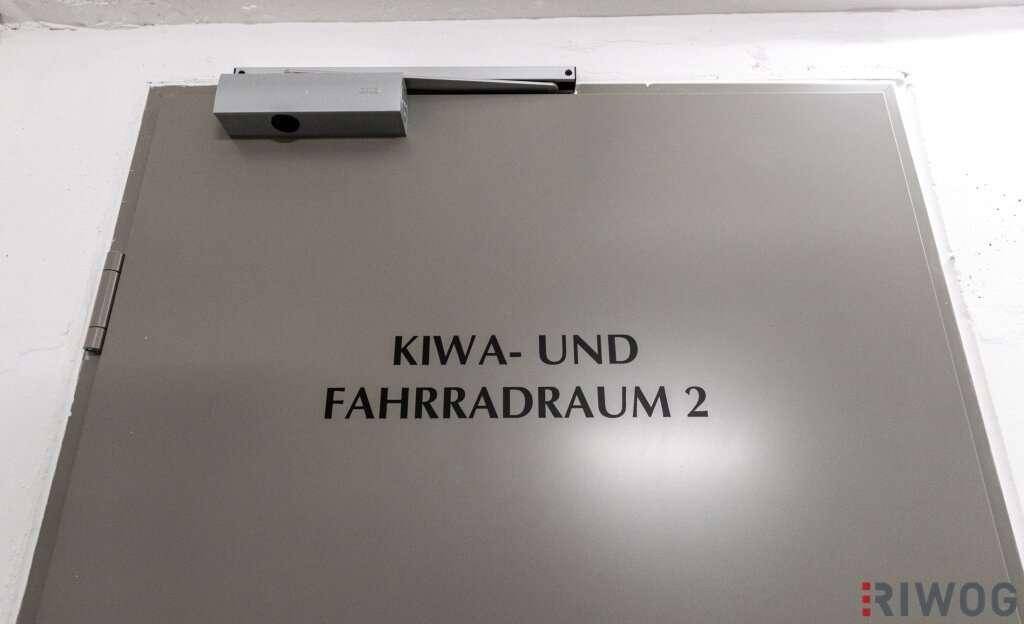 KIWA- UND
FAHRRADRAUM 2
RIWOG